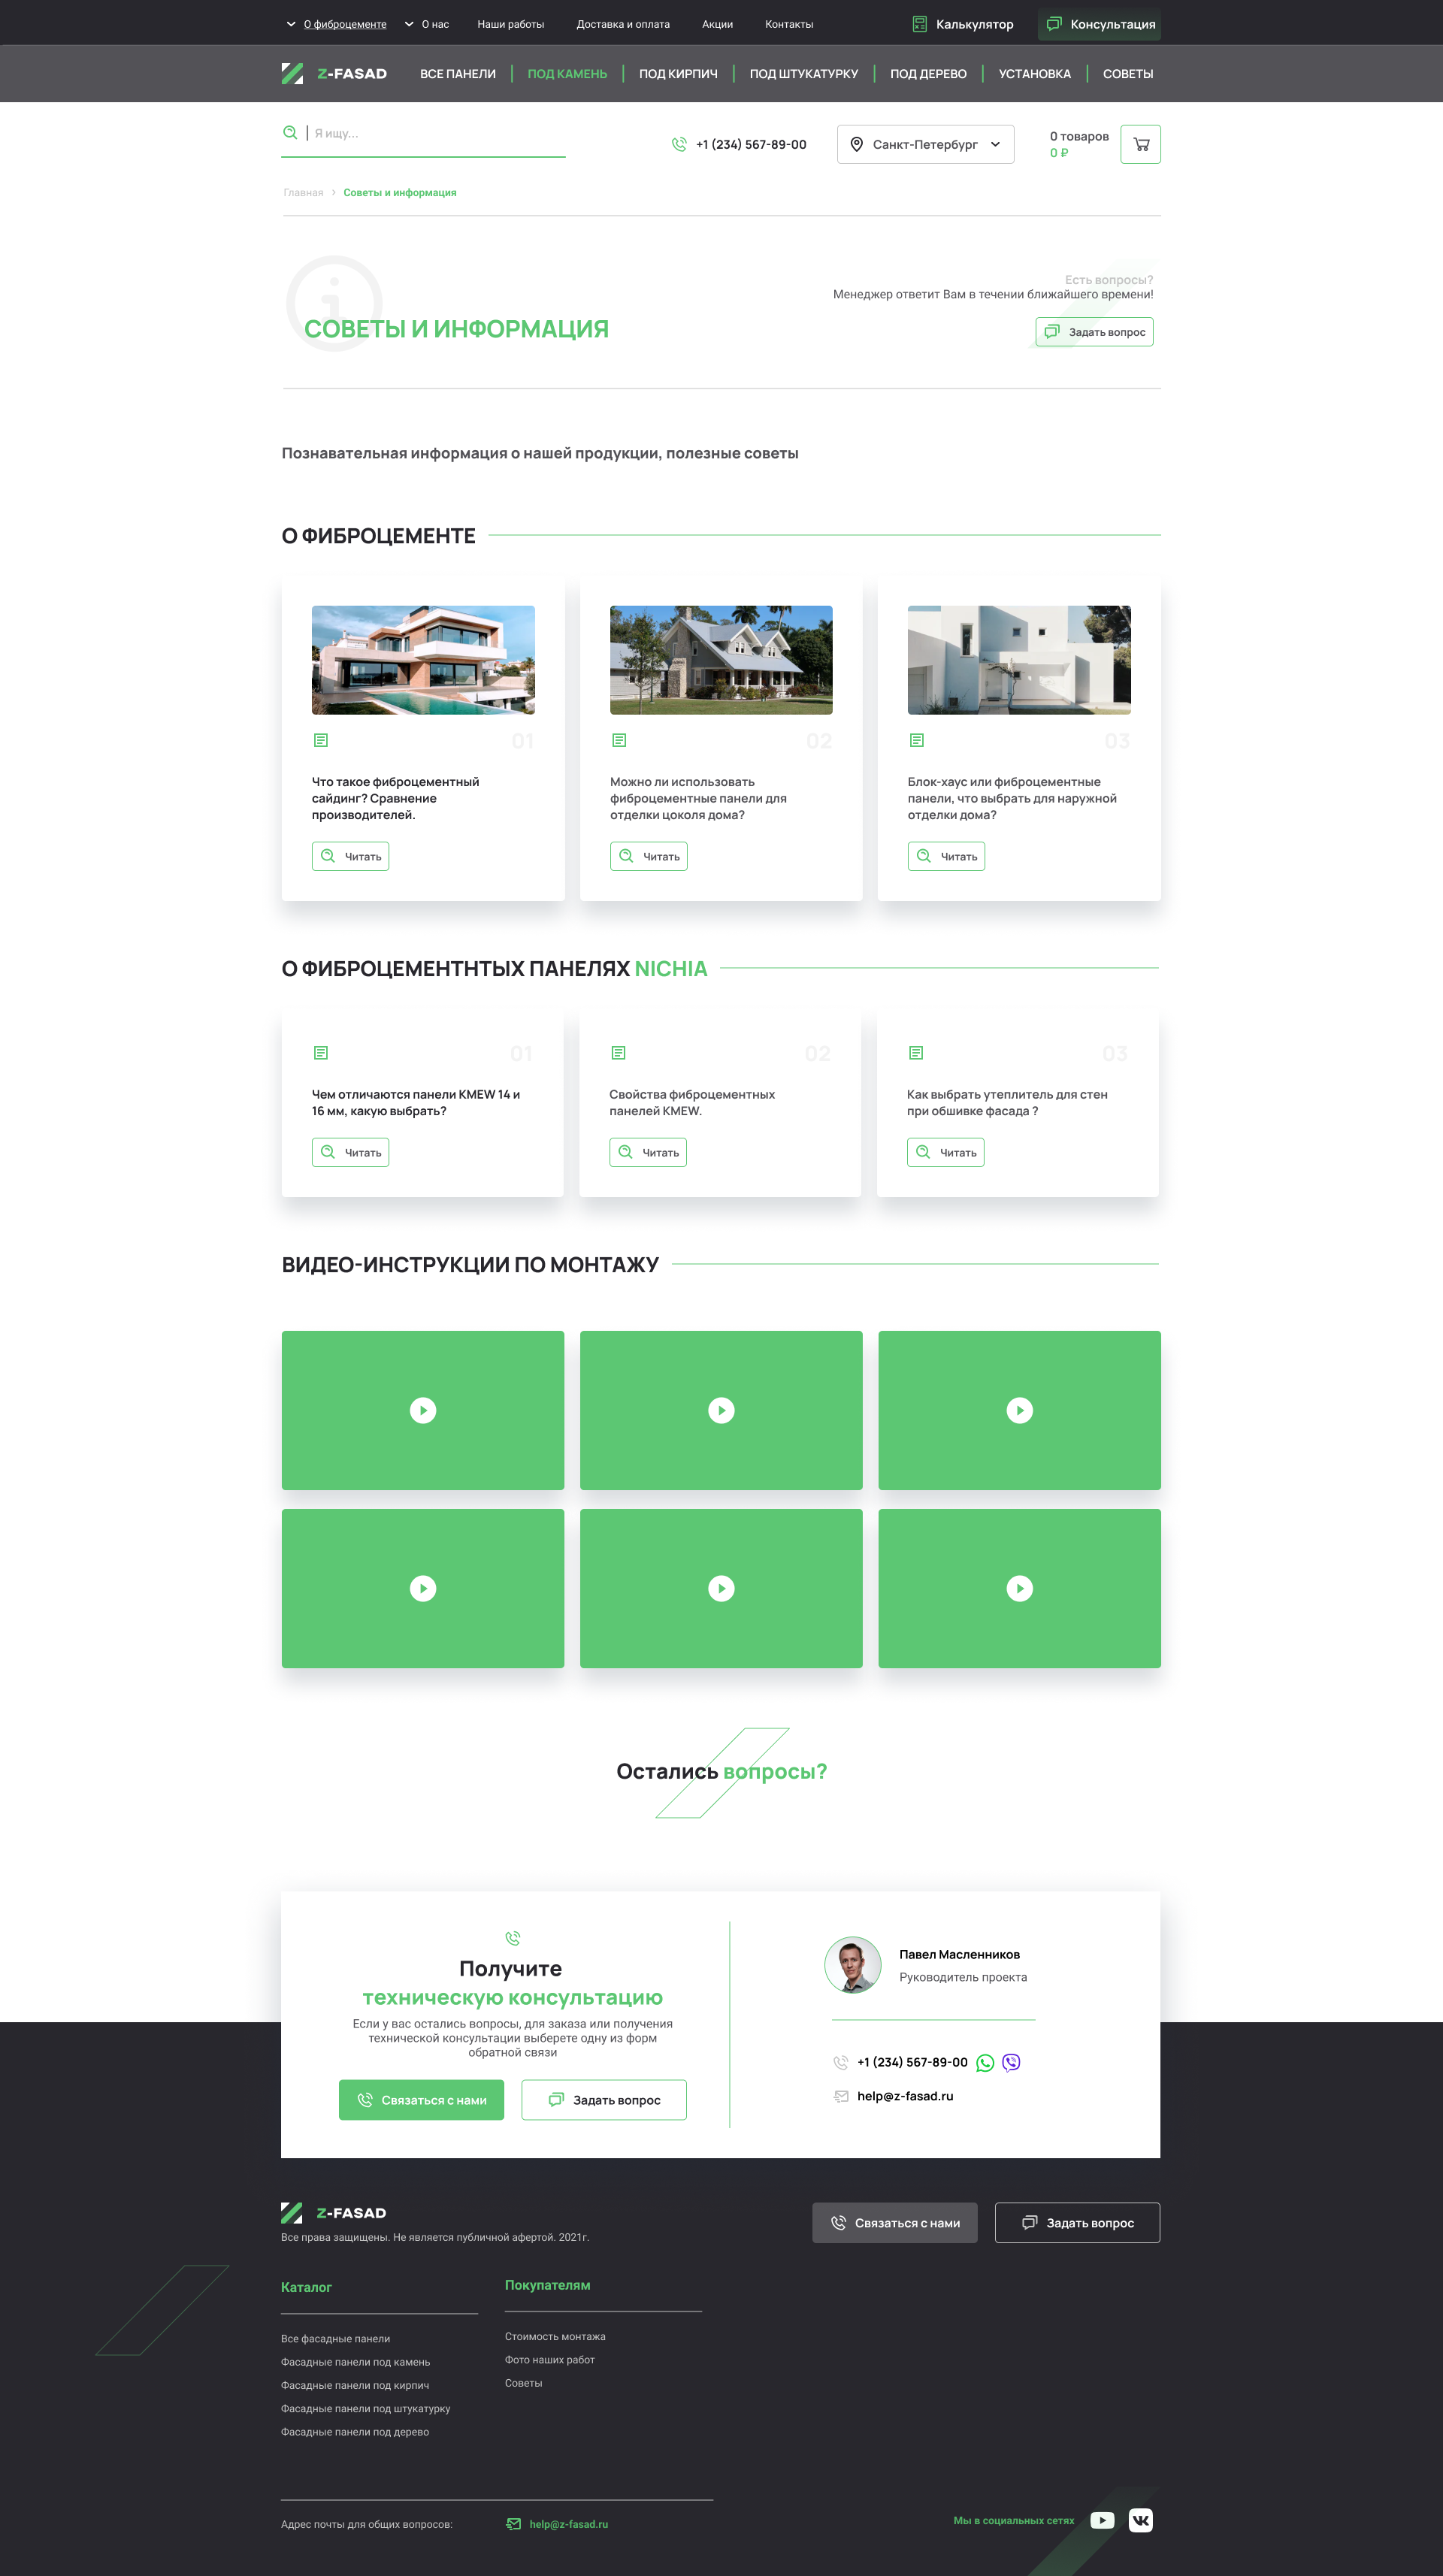 О фиброцементе
О нас
Наши работы
Доставка и оплата
Акции
Контакты
Калькулятор
Консультация
Z-FASAD
ВСЕ ПАНЕЛИ
ПОД КАМЕНЬ
ПОД КИРПИЧ
ПОД ШТУКАТУРКУ
ПОД ДЕРЕВО
УСТАНОВКА
СОВЕТЫ
Я ищу...
+1 (234) 567-89-00
Санкт-Петербург
0 товаров
0 ₽
Главная
Советы и информация
СОВЕТЫ И ИНФОРМАЦИЯ
Есть вопросы?
Менеджер ответит Вам в течении ближайшего времени!
Задать вопрос
Познавательная информация о нашей продукции, полезные советы
О ФИБРОЦЕМЕНТЕ
01
Что такое фиброцементный
сайдинг? Сравнение
производителей.
Читать
02
Можно ли использовать
фиброцементные панели для
отделки цоколя дома?
Читать
03
Блок-хаус или фиброцементные
панели, что выбрать для наружной
отделки дома?
Читать
О ФИБРОЦЕМЕНТНТЫХ ПАНЕЛЯХ NICHIA
01
Чем отличаются панели KMEW 14 и
16 мм, какую выбрать?
Читать
02
Свойства фиброцементных
панелей KMEW.
Читать
03
Как выбрать утеплитель для стен
при обшивке фасада ?
Читать
ВИДЕО-ИНСТРУКЦИИ ПО МОНТАЖУ
Остались вопросы?
Получите
техническую консультацию
Если у вас остались вопросы, для заказа или получения
технической консультации выберете одну из форм
обратной связи
Связаться с нами
Задать вопрос
Павел Масленников
Руководитель проекта
+1 (234) 567-89-00
help@z-fasad.ru
Z-FASAD
Все права защищены. Не является публичной афертой. 2021г.
Связаться с нами
Задать вопрос
Каталог
Все фасадные панели
Фасадные панели под камень
Фасадные панели под кирпич
Фасадные панели под штукатурку
Фасадные панели под дерево
Покупателям
Стоимость монтажа
Фото наших работ
Советы
Адрес почты для общих вопросов:
help@z-fasad.ru
Мы в социальных сетях